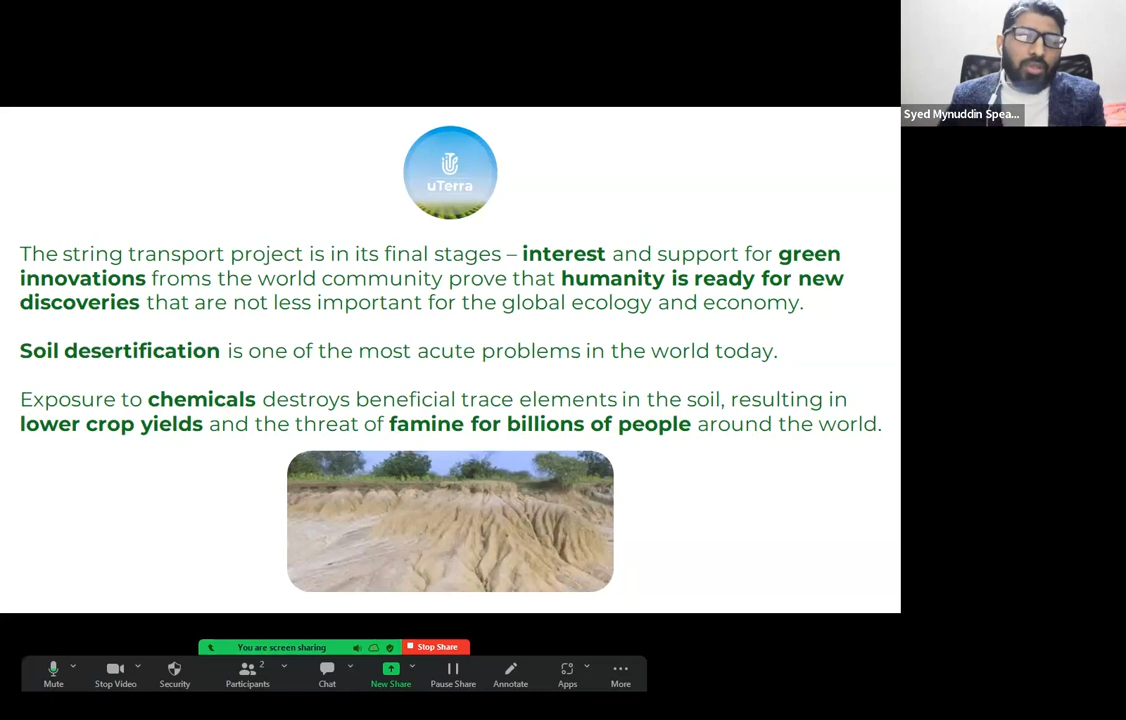 Syed Mynuddin Spea...
uTerra
The string transport project is in its final stages – interest and support for green
innovations froms the world community prove that humanity is ready for new
discoveries that are not less important for the global ecology and economy.
Soil desertification is one of the most acute problems in the world today.
Exposure to chemicals destroys beneficial trace elements in the soil, resulting in
lower crop yields and the threat of famine for billions of people around the world.
You are screen sharing
Stop Share
2
Mute
Stop Video
Security
Participants
Chat
New Share
Pause Share
Annotate
Apps
More